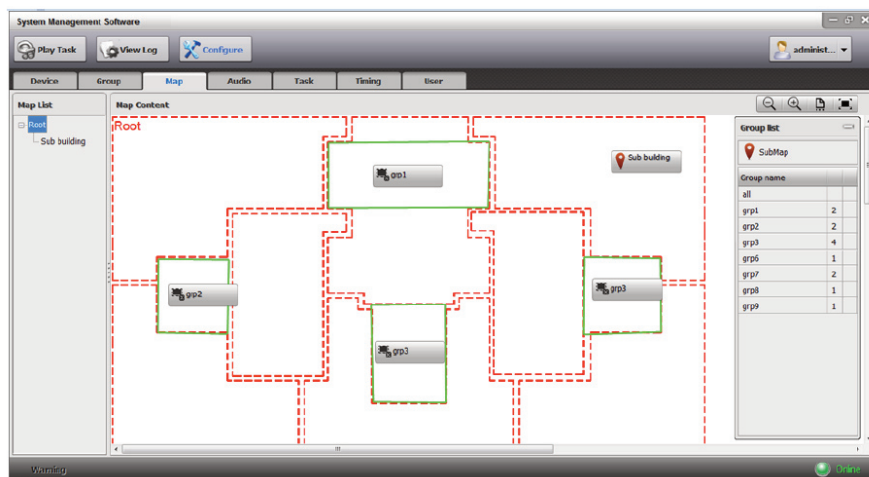 System Management Software
Play Task
View Log
Configure
administ...
Device
Group
Map
Audio
Task
Timing
User
Map List
Map Content
Root
Sub building
Root
grp1
Sub bulding
grp2
grp3
grp3
Group list
SubMap
Group name
all
grp1 2
grp2 2
grp3 4
grp6 1
grp7 2
grp8 1
grp9 1
Warning
Online